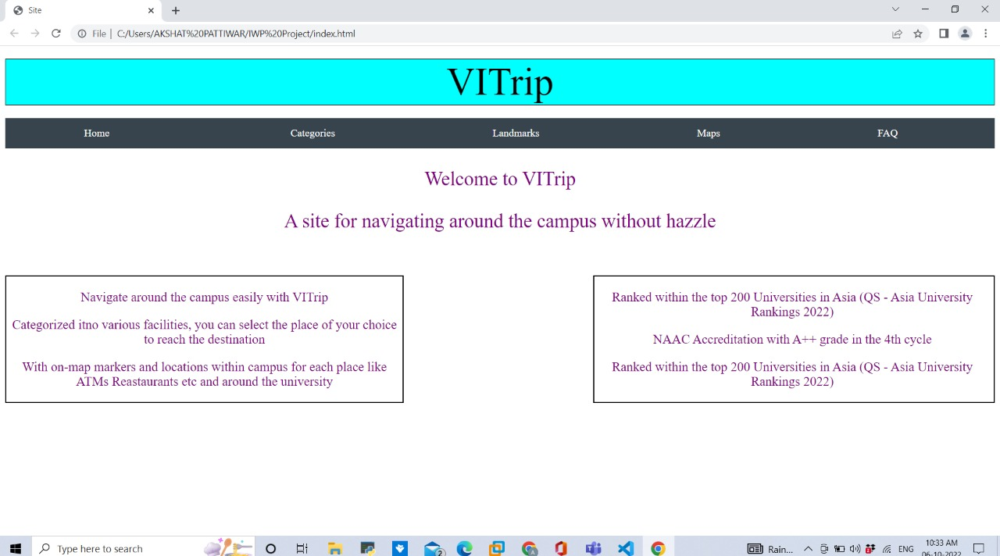 Site
File | C:/Users/AKSHAT%20PATTIWAR/IWP%20Project/index.html
VITrip
Home Categories Landmarks Maps FAQ
Welcome to VITrip
A site for navigating around the campus without hazzle
Navigate around the campus easily with VITrip
Categorized itno various facilities, you can select the place of your choice
to reach the destination
With on-map markers and locations within campus for each place like
ATMs Reastaurants etc and around the university
Ranked within the top 200 Universities in Asia (QS - Asia University
Rankings 2022)
NAAC Accreditation with A++ grade in the 4th cycle
Ranked within the top 200 Universities in Asia (QS - Asia University
Rankings 2022)
Type here to search
2
Rain...
ENG
10:33 AM
06-10-2022